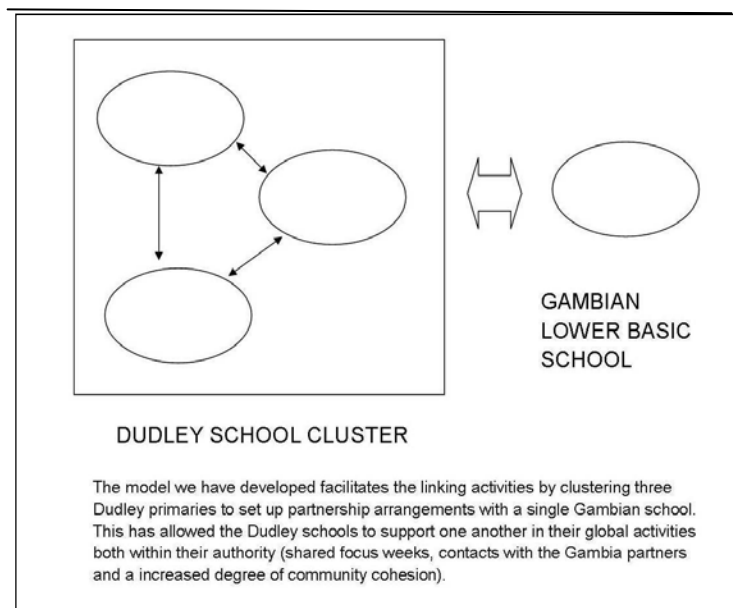 GAMBIAN
LOWER BASIC
SCHOOL
DUDLEY SCHOOL CLUSTER
The model we have developed facilitates the linking activities by clustering three
Dudley primaries to set up partnership arrangements with a single Gambian school.
This has allowed the Dudley schools to support one another in their global activities
both within their authority (shared focus weeks, contacts with the Gambia partners
and a increased degree of community cohesion).